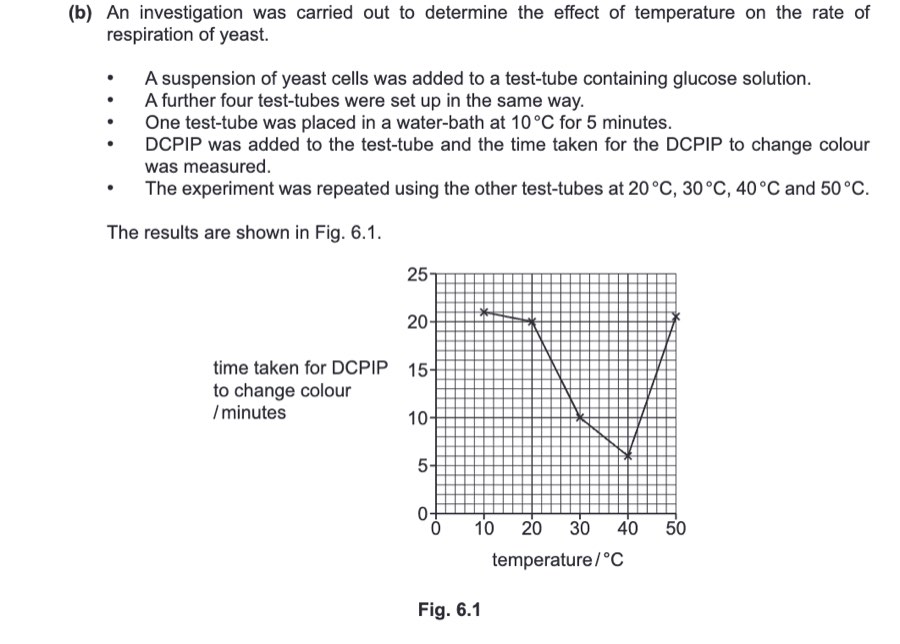 (b) An investigation was carried out to determine the effect of temperature on the rate of
respiration of yeast.
• A suspension of yeast cells was added to a test-tube containing glucose solution.
• A further four test-tubes were set up in the same way.
• One test-tube was placed in a water-bath at 10 °C for 5 minutes.
• DCPIP was added to the test-tube and the time taken for the DCPIP to change colour
was measured.
• The experiment was repeated using the other test-tubes at 20 °C, 30 °C, 40 °C and 50 °C.
The results are shown in Fig. 6.1.
25
20
time taken for DCPIP 15
to change colour
/ minutes
10
5
0
0 10 20 30 40 50
temperature / °C
Fig. 6.1